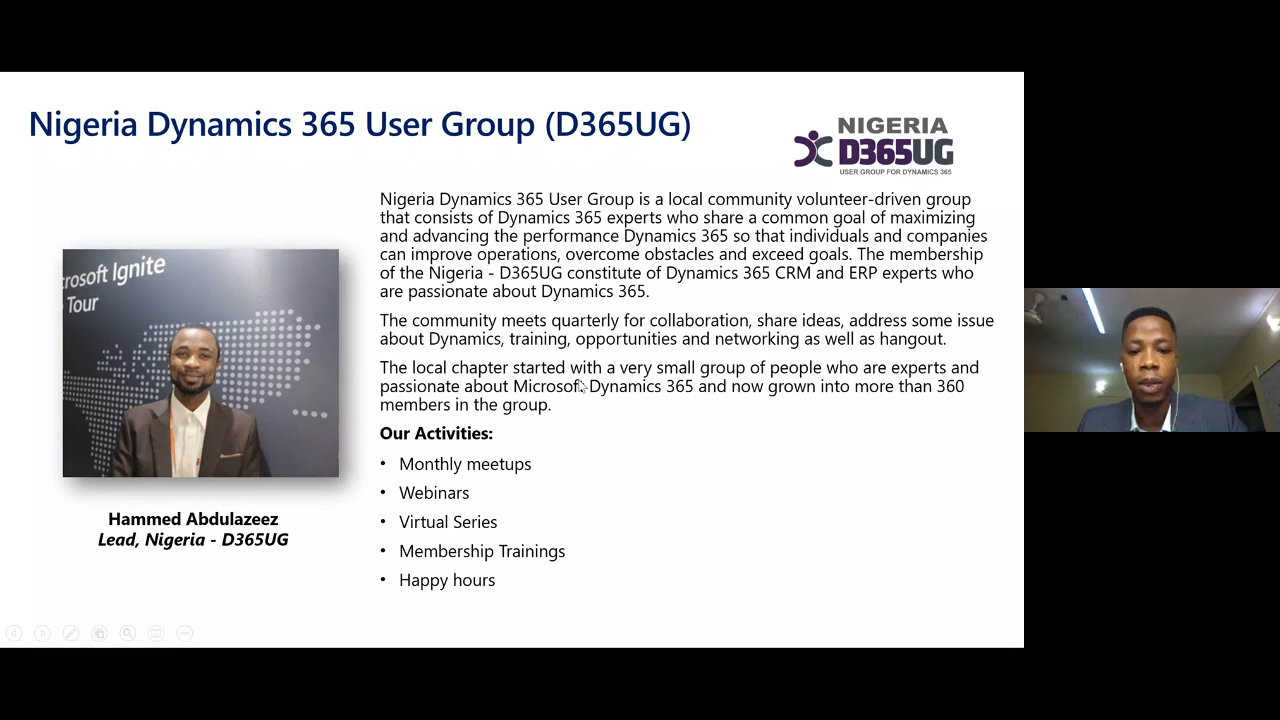 Nigeria Dynamics 365 User Group (D365UG)
NIGERIA
D365UG
USER GROUP FOR DYNAMICS 365
Nigeria Dynamics 365 User Group is a local community volunteer-driven group
that consists of Dynamics 365 experts who share a common goal of maximizing
and advancing the performance Dynamics 365 so that individuals and companies
can improve operations, overcome obstacles and exceed goals. The membership
of the Nigeria - D365UG constitute of Dynamics 365 CRM and ERP experts who
are passionate about Dynamics 365.
The community meets quarterly for collaboration, share ideas, address some issue
about Dynamics, training, opportunities and networking as well as hangout.
The local chapter started with a very small group of people who are experts and
passionate about Microsoft Dynamics 365 and now grown into more than 360
members in the group.
Our Activities:
• Monthly meetups
• Webinars
• Virtual Series
• Membership Trainings
• Happy hours
crosoft Ignite
Tour
Hammed Abdulazeez
Lead, Nigeria - D365UG